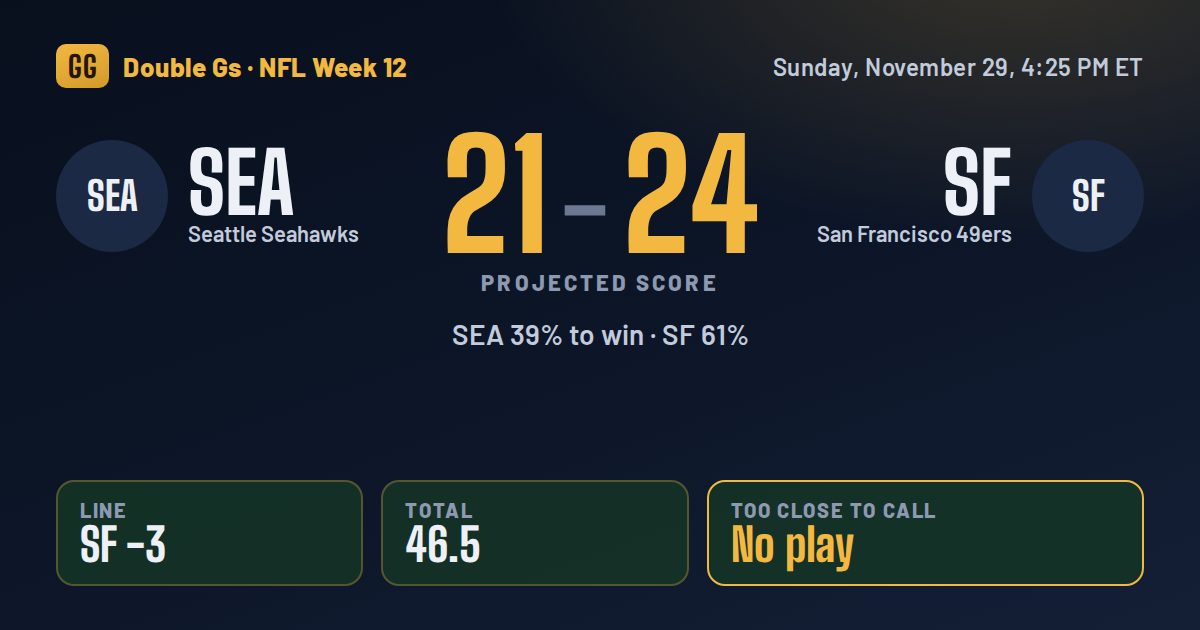 GG Double Gs · NFL Week 12
Sunday, November 29, 4:25 PM ET
SEA
SEA
Seattle Seahawks
21 – 24
PROJECTED SCORE
SEA 39% to win · SF 61%
SF
San Francisco 49ers
SF
LINE
SF −3
TOTAL
46.5
TOO CLOSE TO CALL
No play